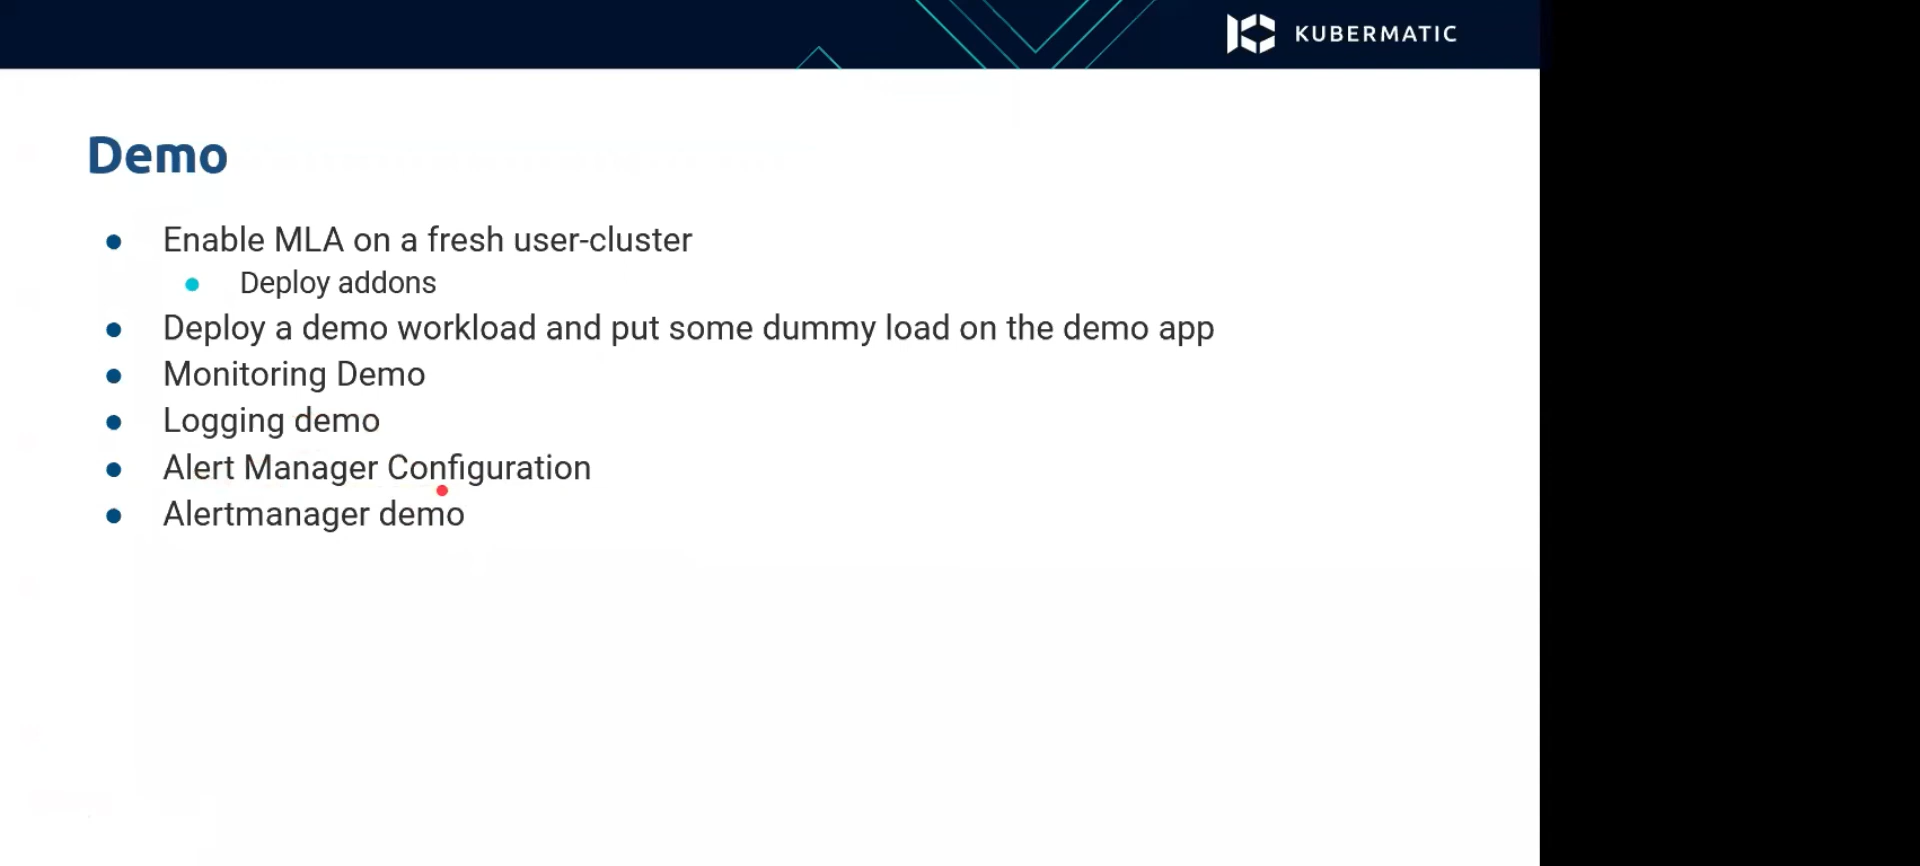 KUBERMATIC
Demo
Enable MLA on a fresh user-cluster
Deploy addons
Deploy a demo workload and put some dummy load on the demo app
Monitoring Demo
Logging demo
Alert Manager Configuration
Alertmanager demo